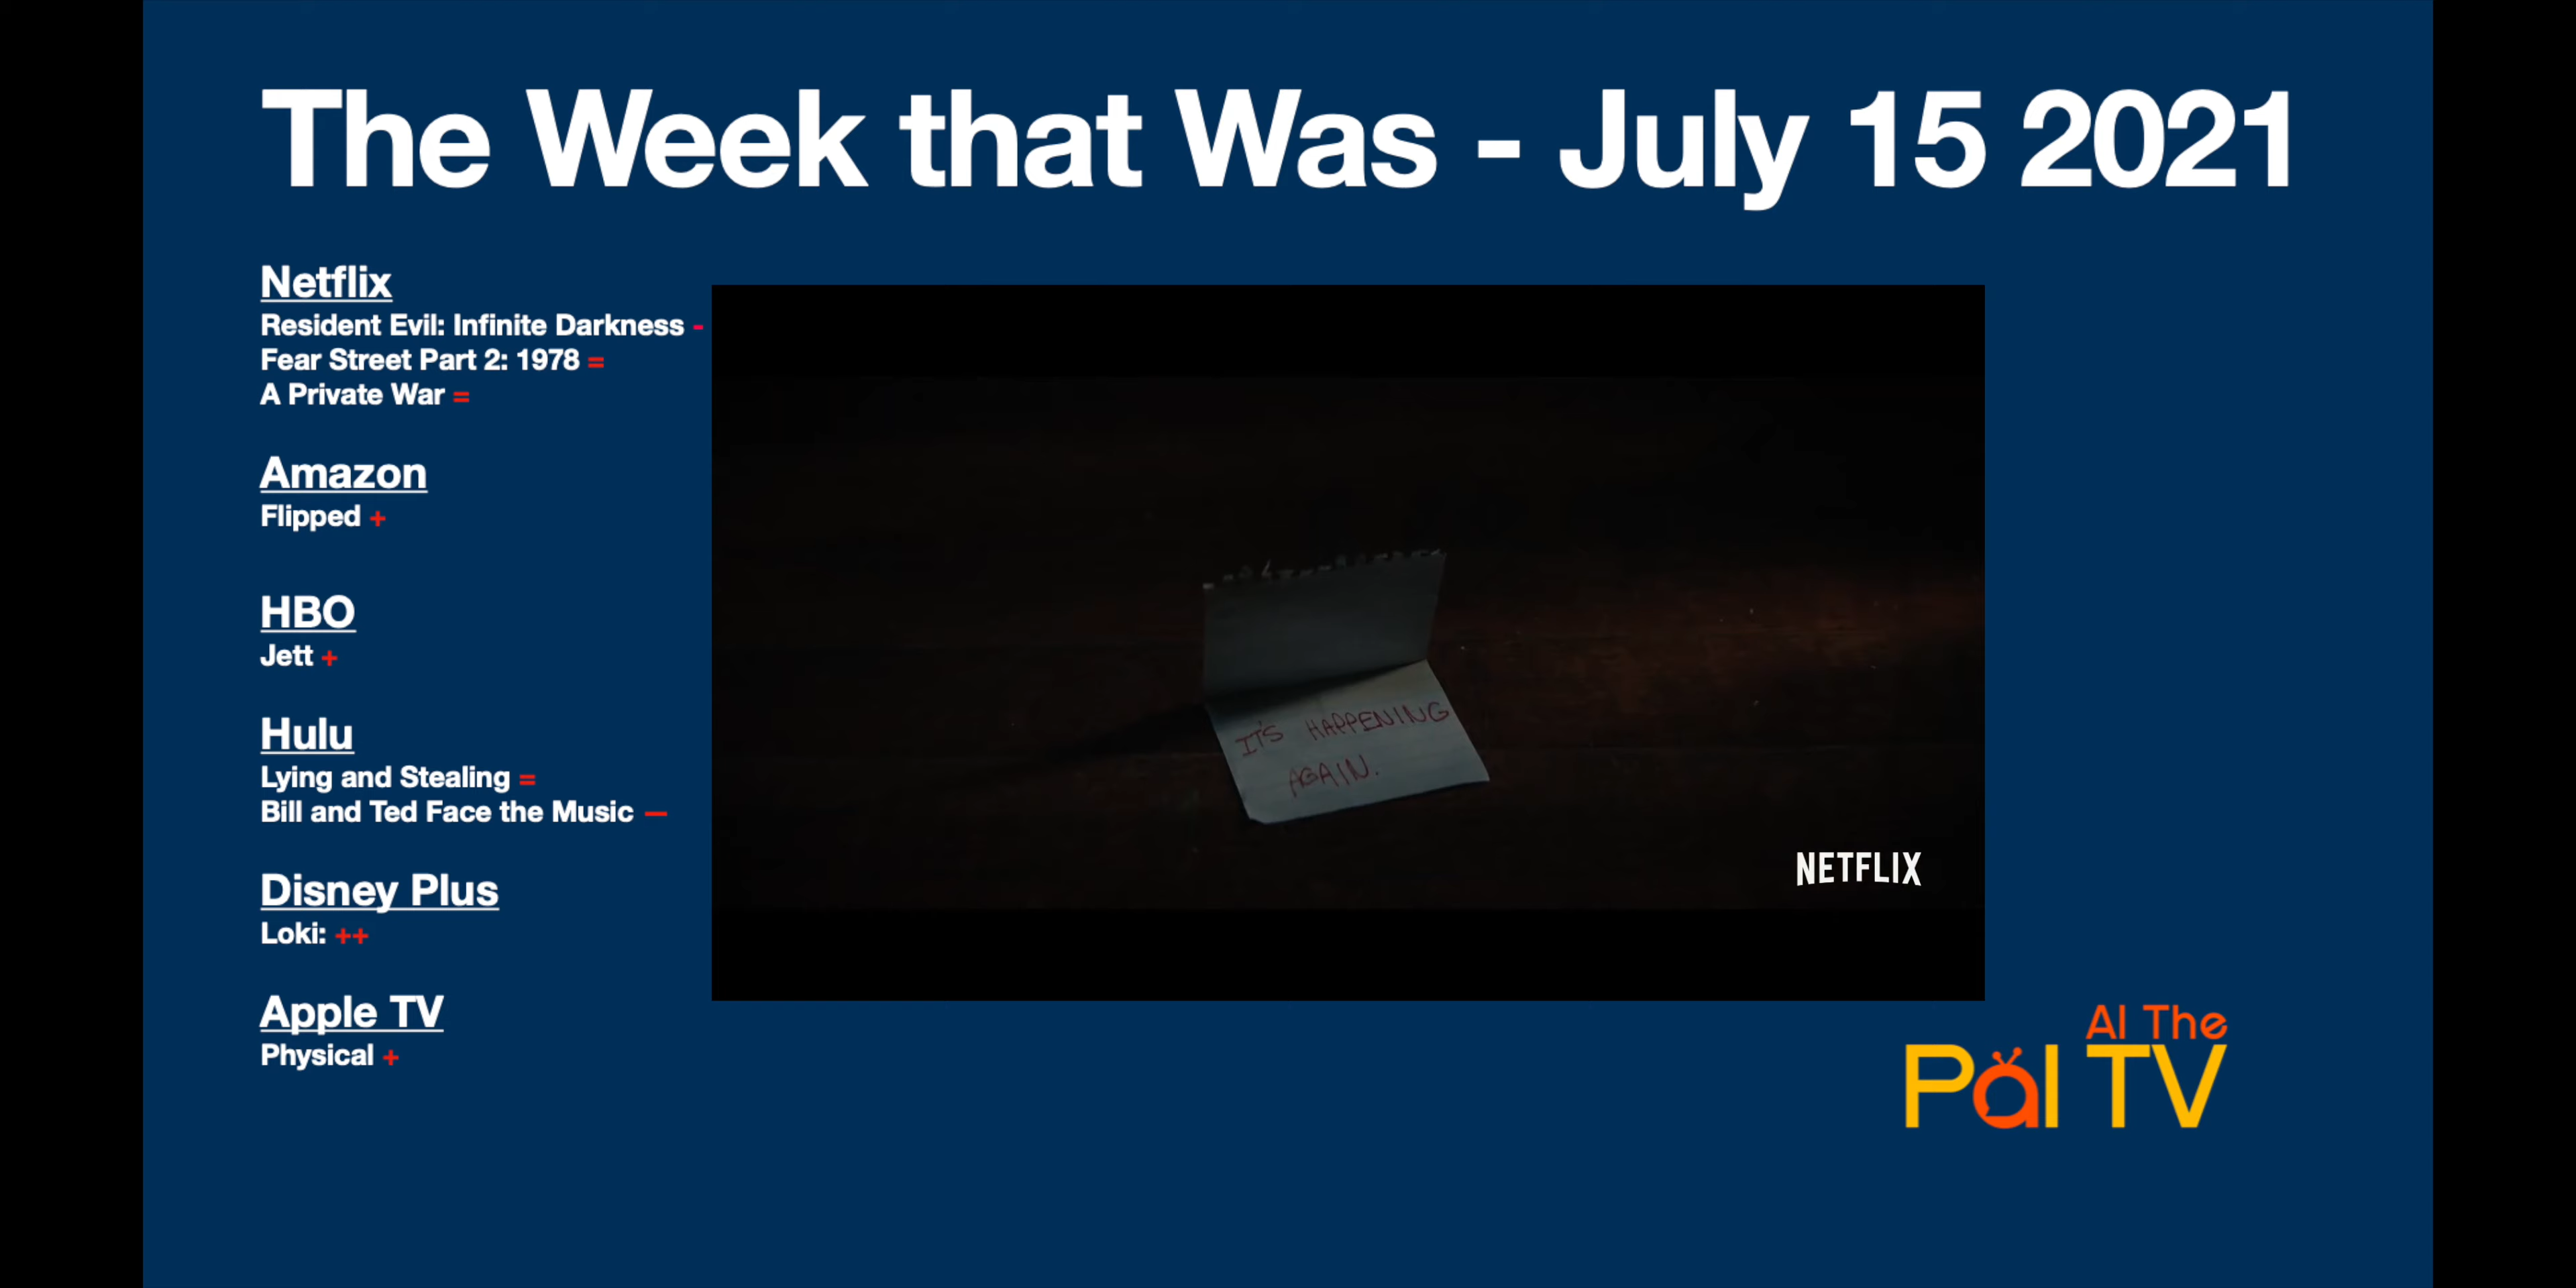 The Week that Was - July 15 2021
Netflix
Resident Evil: Infinite Darkness -
Fear Street Part 2: 1978 =
A Private War =
Amazon
Flipped +
HBO
Jett +
Hulu
Lying and Stealing =
Bill and Ted Face the Music —
Disney Plus
Loki: ++
Apple TV
Physical +
IT'S HAPPENING
AGAIN.
NETFLIX
Al The
Pal TV